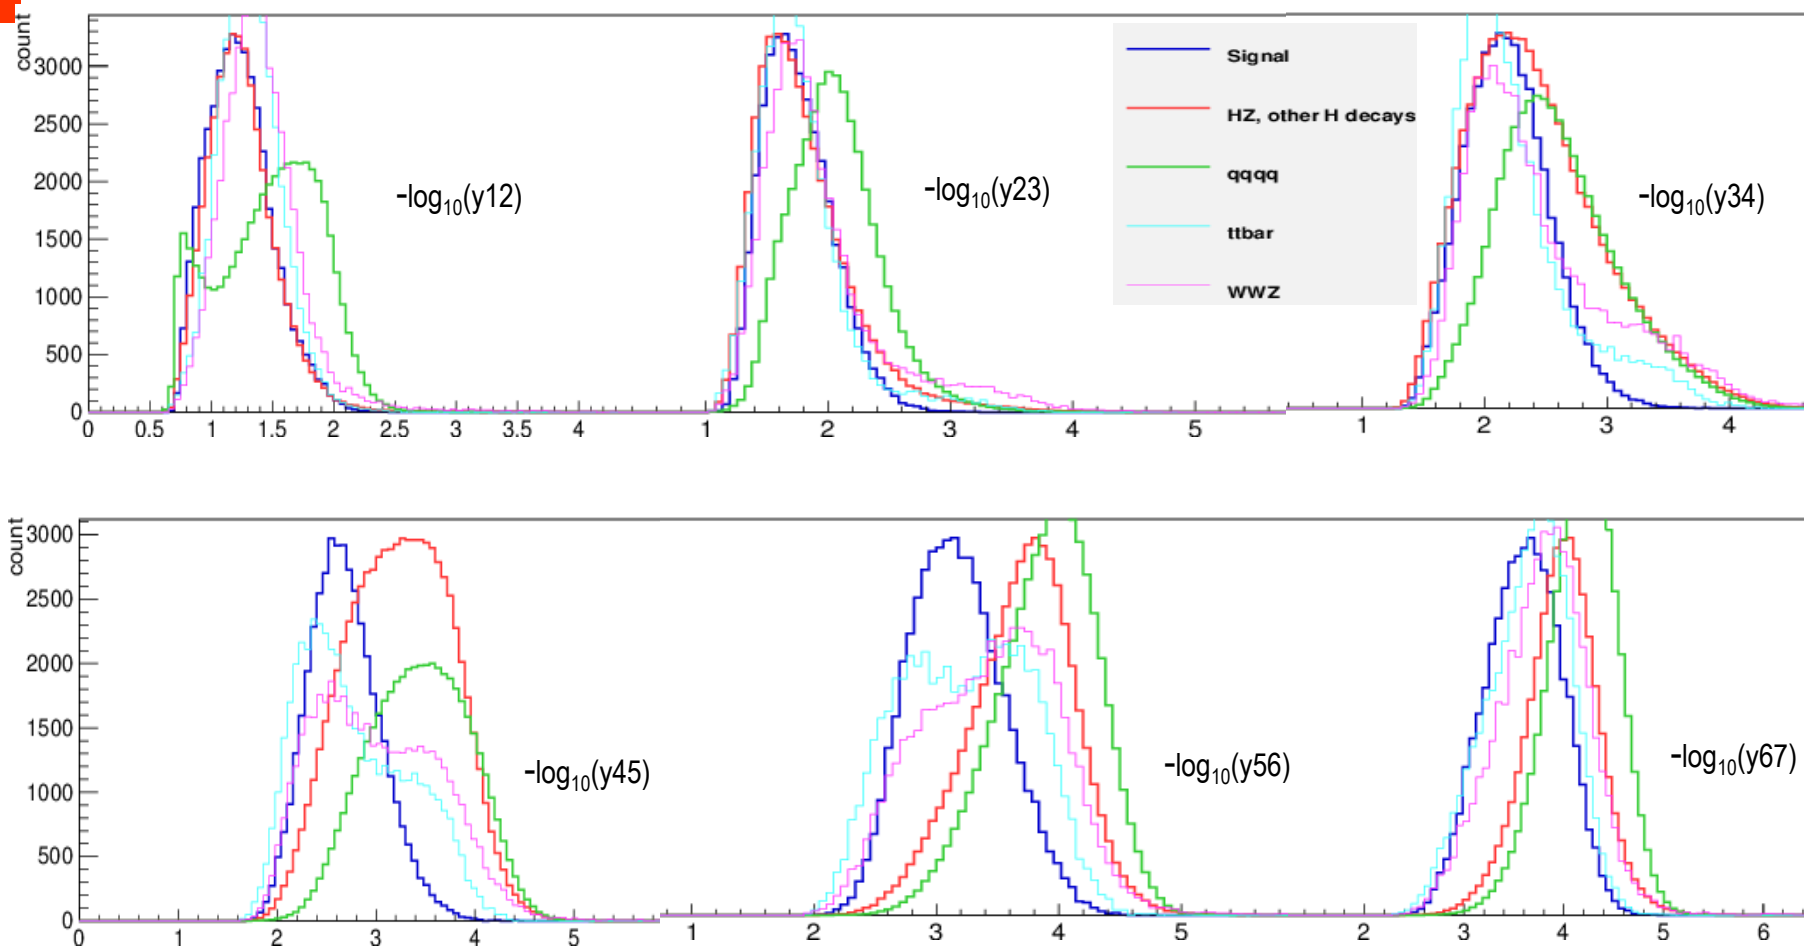 count
3000
2500
2000
1500
1000
500
0
0 0.5 1 1.5 2 2.5 3 3.5 4
-log10(y12)
1 2 3 4 5
-log10(y23)
Signal
HZ, other H decays
qqqq
ttbar
WWZ
1 2 3 4
-log10(y34)
count
3000
2500
2000
1500
1000
500
0
0 1 2 3 4 5
-log10(y45)
1 2 3 4 5
-log10(y56)
2 3 4 5 6
-log10(y67)